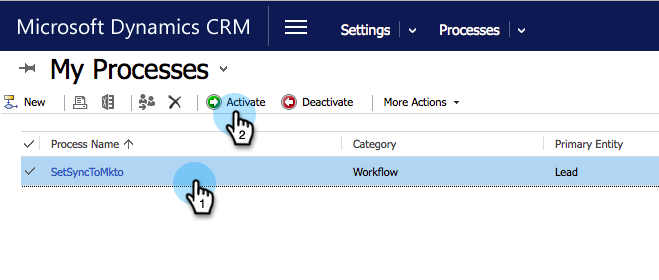 Microsoft Dynamics CRM Settings Processes
My Processes
New Activate Deactivate More Actions
2
Process Name Category Primary Entity
SetSyncToMkto Workflow Lead
1